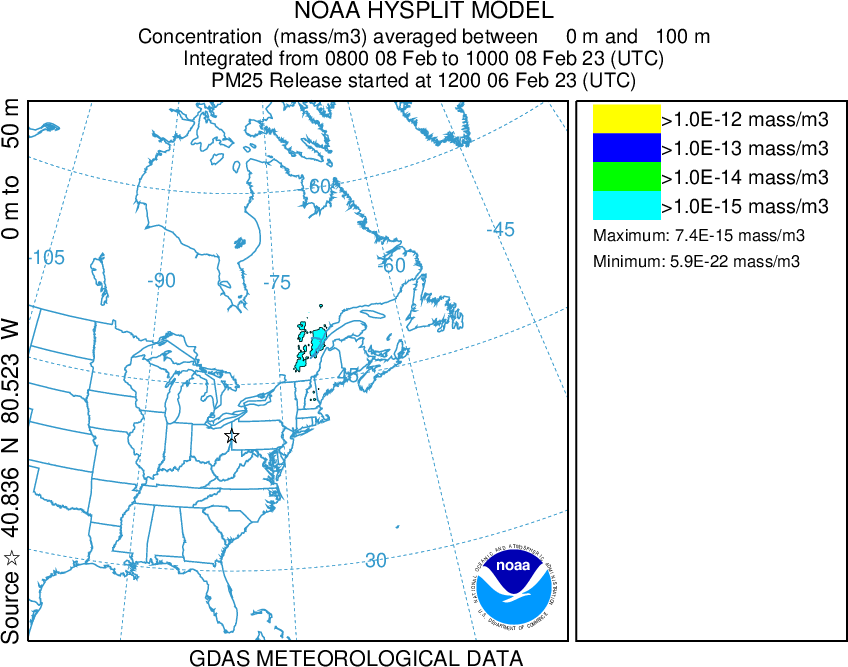 NOAA HYSPLIT MODEL
Concentration (mass/m3) averaged between 0 m and 100 m
Integrated from 0800 08 Feb to 1000 08 Feb 23 (UTC)
PM25 Release started at 1200 06 Feb 23 (UTC)
Source ☆ 40.836 N 80.523 W 0 m to 50 m
>1.0E-12 mass/m3
>1.0E-13 mass/m3
>1.0E-14 mass/m3
>1.0E-15 mass/m3
Maximum: 7.4E-15 mass/m3
Minimum: 5.9E-22 mass/m3
60
-45
-105
-60
-90
-75
45
30
NATIONAL OCEANIC AND ATMOSPHERIC ADMINISTRATION
noaa
U.S. DEPARTMENT OF COMMERCE
GDAS METEOROLOGICAL DATA